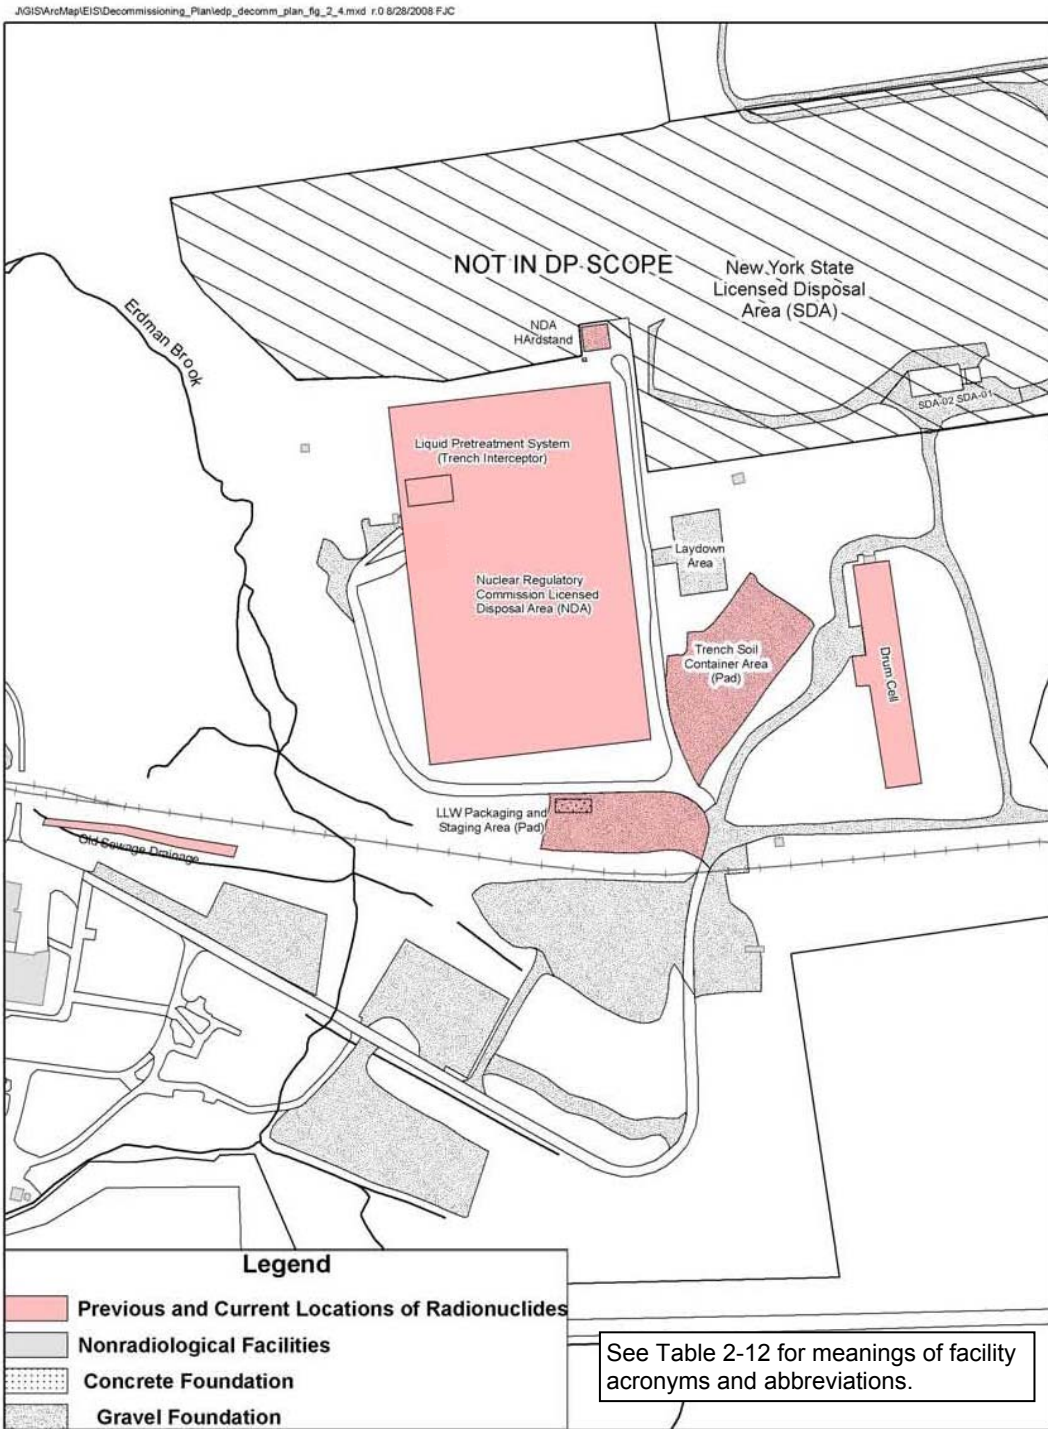 J\GIS\ArcMap\EIS\Decommissioning_Plan\edp_decomm_plan_fig_2_4.mxd r.0 8/28/2008 FJC
NOT IN DP SCOPE
New York State
Licensed Disposal
Area (SDA)
Erdman Brook
NDA
HArdstand
SDA-02 SDA-01
Liquid Pretreatment System
(Trench Interceptor)
Laydown
Area
Nuclear Regulatory
Commission Licensed
Disposal Area (NDA)
Trench Soil
Container Area
(Pad)
Drum Cell
LLW Packaging and
Staging Area (Pad)
Old Sewage Drainage
Legend
Previous and Current Locations of Radionuclides
Nonradiological Facilities
Concrete Foundation
Gravel Foundation
See Table 2-12 for meanings of facility
acronyms and abbreviations.